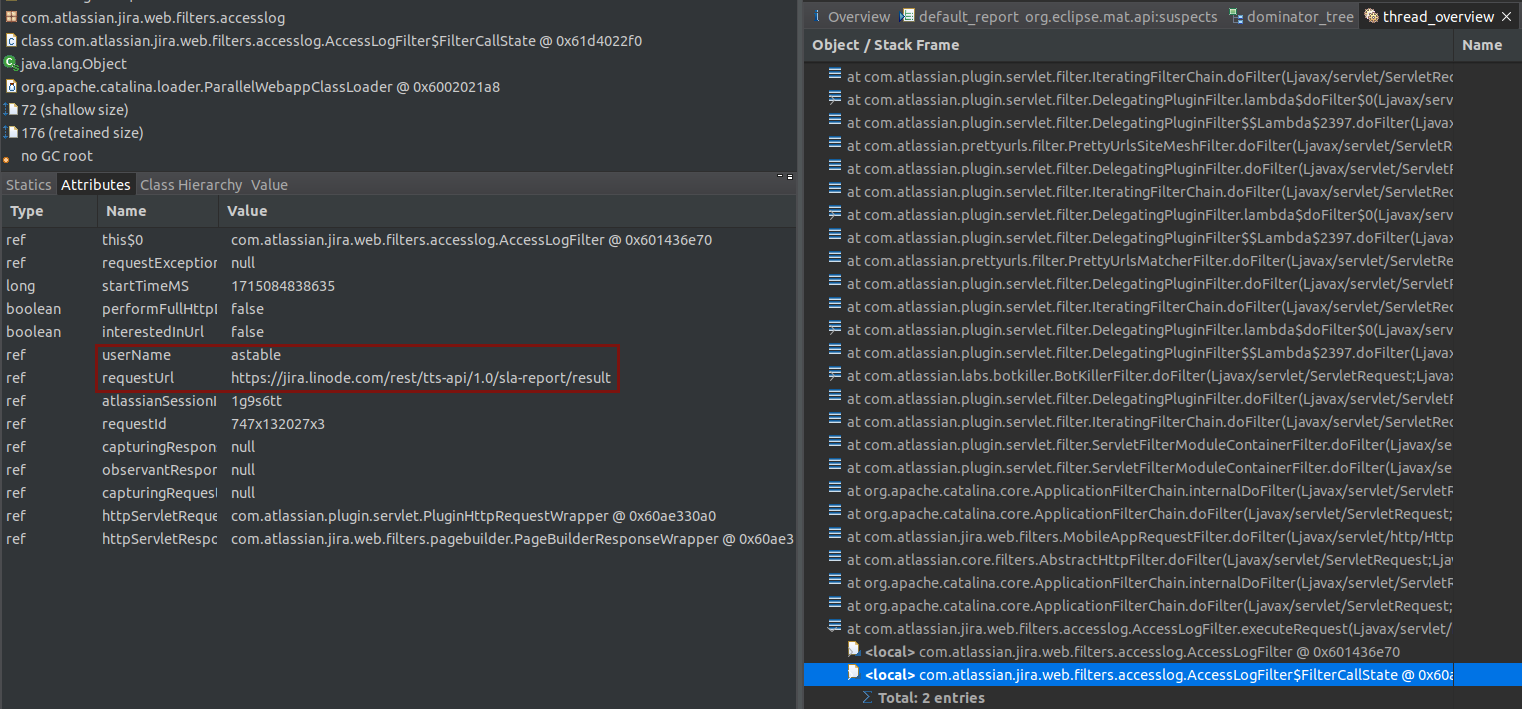 com.atlassian.jira.web.filters.accesslog
class com.atlassian.jira.web.filters.accesslog.AccessLogFilter$FilterCallState @ 0x61d4022f0
java.lang.Object
org.apache.catalina.loader.ParallelWebappClassLoader @ 0x6002021a8
72 (shallow size)
176 (retained size)
no GC root
Statics Attributes Class Hierarchy Value
Type Name Value
ref this$0 com.atlassian.jira.web.filters.accesslog.AccessLogFilter @ 0x601436e70
ref requestException null
long startTimeMS 1715084838635
boolean performFullHttpI false
boolean interestedInUrl false
ref userName astable
ref requestUrl https://jira.linode.com/rest/tts-api/1.0/sla-report/result
ref atlassianSessionI 1g9s6tt
ref requestId 747x132027x3
ref capturingRespon null
ref observantRespor null
ref capturingRequest null
ref httpServletReque com.atlassian.plugin.servlet.PluginHttpRequestWrapper @ 0x60ae330a0
ref httpServletRespo com.atlassian.jira.web.filters.pagebuilder.PageBuilderResponseWrapper @ 0x60ae3
i Overview default_report org.eclipse.mat.api:suspects dominator_tree thread_overview
Object / Stack Frame Name
at com.atlassian.plugin.servlet.filter.IteratingFilterChain.doFilter(Ljavax/servlet/ServletRec
at com.atlassian.plugin.servlet.filter.DelegatingPluginFilter.lambda$doFilter$0(Ljavax/serv
at com.atlassian.plugin.servlet.filter.DelegatingPluginFilter$$Lambda$2397.doFilter(Ljavax
at com.atlassian.prettyurls.filter.PrettyUrlsSiteMeshFilter.doFilter(Ljavax/servlet/ServletR
at com.atlassian.plugin.servlet.filter.DelegatingPluginFilter.doFilter(Ljavax/servlet/ServletF
at com.atlassian.plugin.servlet.filter.IteratingFilterChain.doFilter(Ljavax/servlet/ServletRec
at com.atlassian.plugin.servlet.filter.DelegatingPluginFilter.lambda$doFilter$0(Ljavax/serv
at com.atlassian.plugin.servlet.filter.DelegatingPluginFilter$$Lambda$2397.doFilter(Ljavax
at com.atlassian.prettyurls.filter.PrettyUrlsMatcherFilter.doFilter(Ljavax/servlet/ServletRe
at com.atlassian.plugin.servlet.filter.DelegatingPluginFilter.doFilter(Ljavax/servlet/ServletF
at com.atlassian.plugin.servlet.filter.IteratingFilterChain.doFilter(Ljavax/servlet/ServletRec
at com.atlassian.plugin.servlet.filter.DelegatingPluginFilter.lambda$doFilter$0(Ljavax/serv
at com.atlassian.plugin.servlet.filter.DelegatingPluginFilter$$Lambda$2397.doFilter(Ljavax
at com.atlassian.labs.botkiller.BotKillerFilter.doFilter(Ljavax/servlet/ServletRequest;Ljavax
at com.atlassian.plugin.servlet.filter.DelegatingPluginFilter.doFilter(Ljavax/servlet/ServletF
at com.atlassian.plugin.servlet.filter.IteratingFilterChain.doFilter(Ljavax/servlet/ServletRec
at com.atlassian.plugin.servlet.filter.ServletFilterModuleContainerFilter.doFilter(Ljavax/se
at com.atlassian.plugin.servlet.filter.ServletFilterModuleContainerFilter.doFilter(Ljavax/se
at org.apache.catalina.core.ApplicationFilterChain.internalDoFilter(Ljavax/servlet/ServletR
at org.apache.catalina.core.ApplicationFilterChain.doFilter(Ljavax/servlet/ServletRequest;
at com.atlassian.jira.web.filters.MobileAppRequestFilter.doFilter(Ljavax/servlet/http/Http
at com.atlassian.core.filters.AbstractHttpFilter.doFilter(Ljavax/servlet/ServletRequest;Ljav
at org.apache.catalina.core.ApplicationFilterChain.internalDoFilter(Ljavax/servlet/ServletR
at org.apache.catalina.core.ApplicationFilterChain.doFilter(Ljavax/servlet/ServletRequest;
at com.atlassian.jira.web.filters.accesslog.AccessLogFilter.executeRequest(Ljavax/servlet/
<local> com.atlassian.jira.web.filters.accesslog.AccessLogFilter @ 0x601436e70
<local> com.atlassian.jira.web.filters.accesslog.AccessLogFilter$FilterCallState @ 0x60a
Σ Total: 2 entries